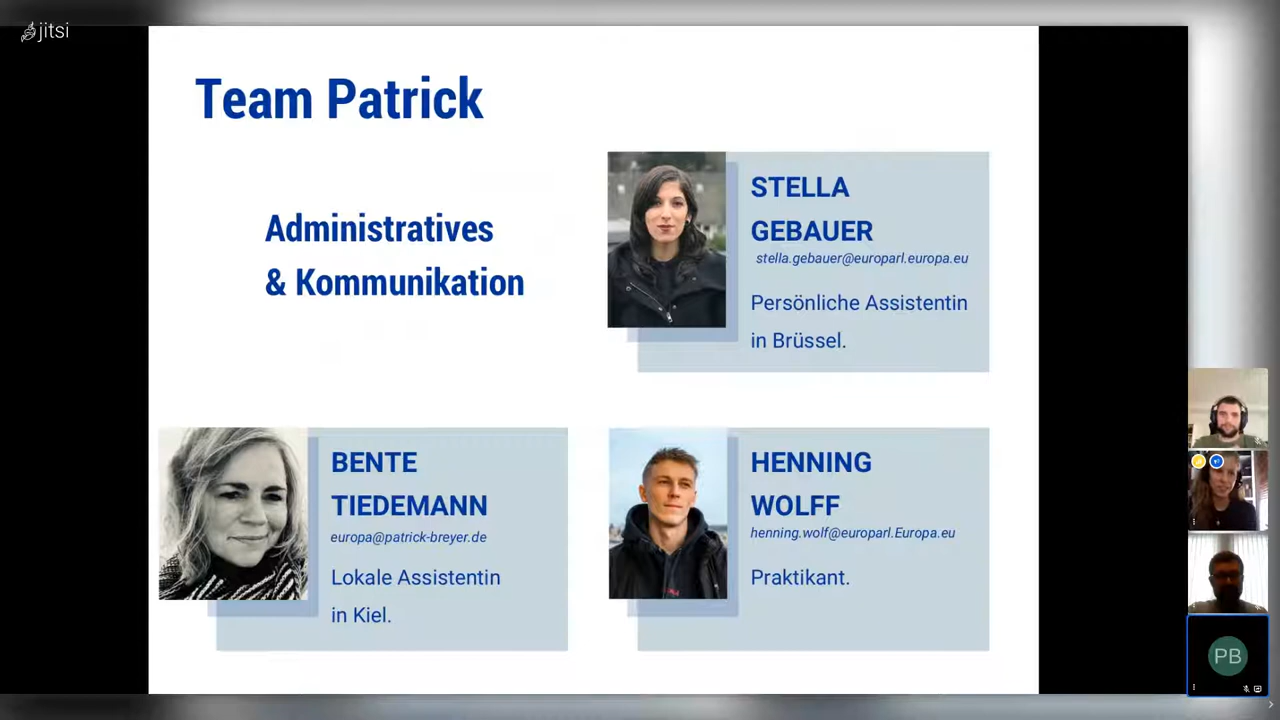 jitsi
Team Patrick
Administratives
& Kommunikation
STELLA
GEBAUER
stella.gebauer@europarl.europa.eu
Persönliche Assistentin
in Brüssel.
BENTE
TIEDEMANN
europa@patrick-breyer.de
Lokale Assistentin
in Kiel.
HENNING
WOLFF
henning.wolf@europarl.Europa.eu
Praktikant.
PB